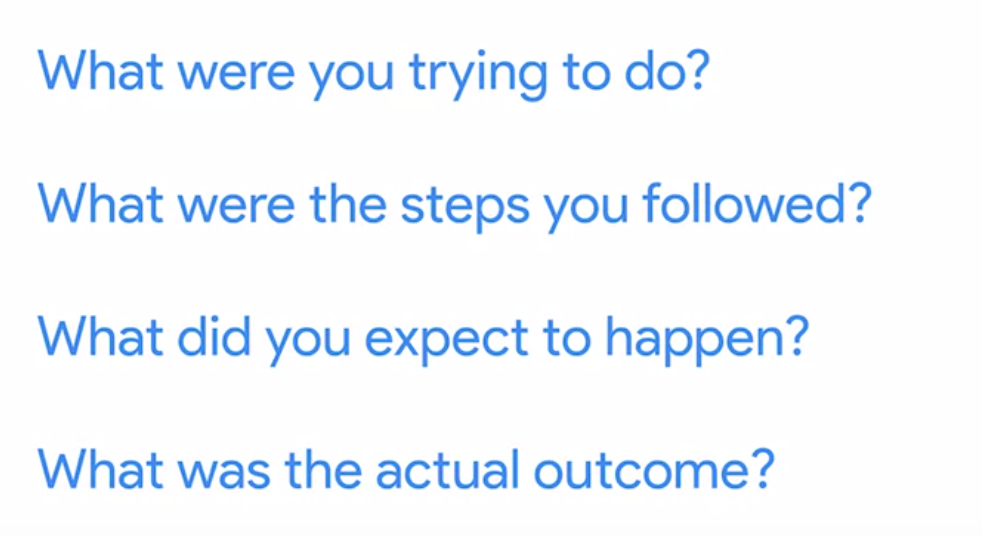 What were you trying to do?
What were the steps you followed?
What did you expect to happen?
What was the actual outcome?